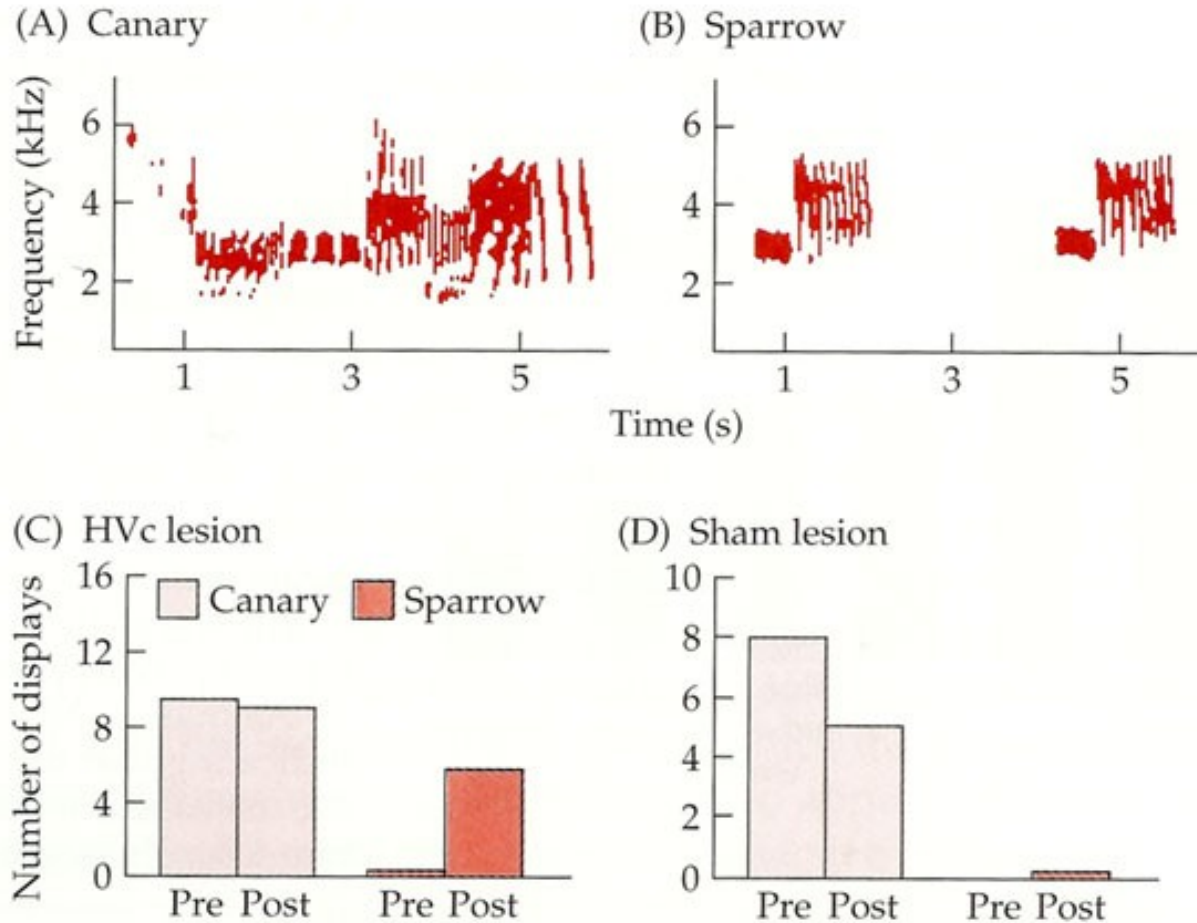 (A) Canary
(B) Sparrow
Frequency (kHz)
6
4
2
1
3
5
6
4
2
1
3
5
Time (s)
(C) HVc lesion
(D) Sham lesion
Number of displays
16
12
8
4
0
Canary
Sparrow
Pre Post
Pre Post
10
8
6
4
2
0
Pre Post
Pre Post